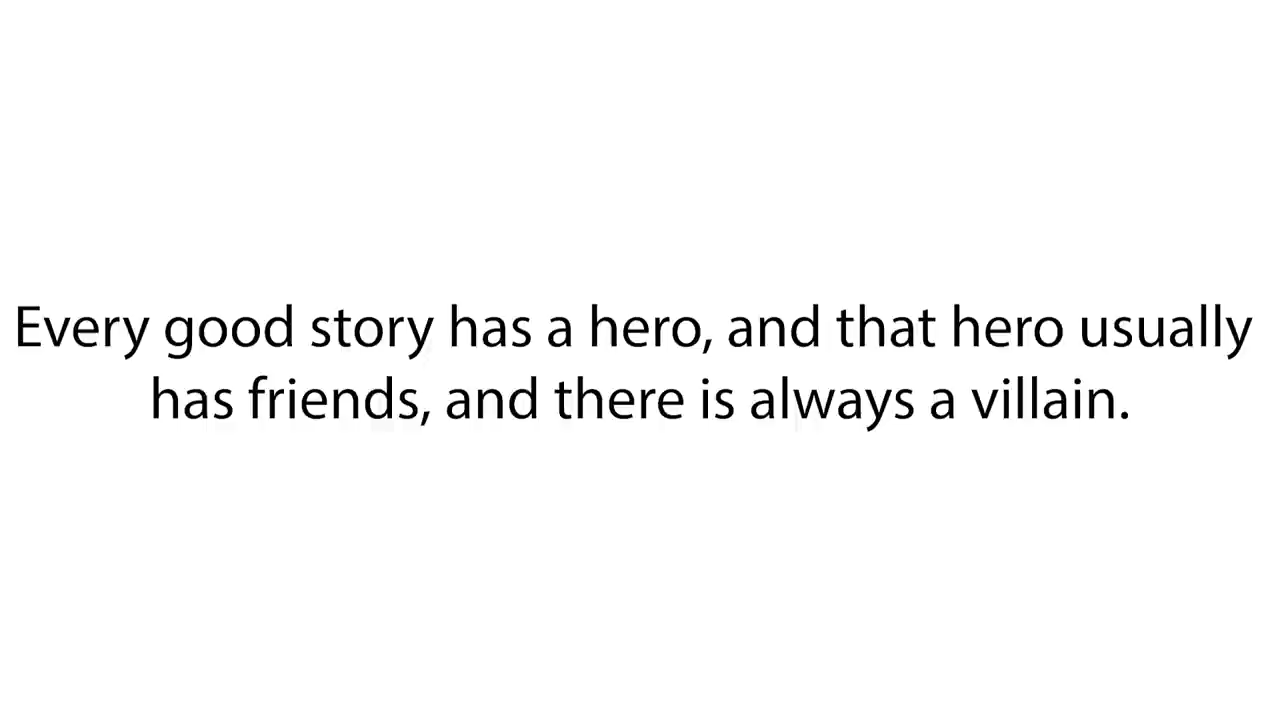 Every good story has a hero, and that hero usually
has friends, and there is always a villain.